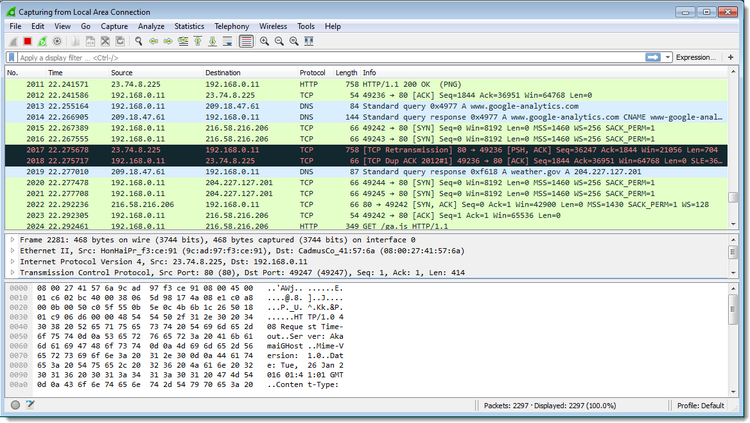 Capturing from Local Area Connection
File Edit View Go Capture Analyze Statistics Telephony Wireless Tools Help
Apply a display filter ... <Ctrl-/> Expression... +
No. Time Source Destination Protocol Length Info
2011 22.241571 23.74.8.225 192.168.0.11 HTTP 758 HTTP/1.1 200 OK (PNG)
2012 22.241586 192.168.0.11 23.74.8.225 TCP 54 49236 → 80 [ACK] Seq=1844 Ack=36951 Win=64768 Len=0
2013 22.255164 192.168.0.11 209.18.47.61 DNS 84 Standard query 0x4977 A www.google-analytics.com
2014 22.266905 209.18.47.61 192.168.0.11 DNS 144 Standard query response 0x4977 A www.google-analytics.com CNAME www-google-anal...
2015 22.267389 192.168.0.11 216.58.216.206 TCP 66 49242 → 80 [SYN] Seq=0 Win=8192 Len=0 MSS=1460 WS=256 SACK_PERM=1
2016 22.267555 192.168.0.11 216.58.216.206 TCP 66 49243 → 80 [SYN] Seq=0 Win=8192 Len=0 MSS=1460 WS=256 SACK_PERM=1
2017 22.275678 23.74.8.225 192.168.0.11 TCP 758 [TCP Retransmission] 80 → 49236 [PSH, ACK] Seq=36247 Ack=1844 Win=21056 Len=704
2018 22.275717 192.168.0.11 23.74.8.225 TCP 66 [TCP Dup ACK 2012#1] 49236 → 80 [ACK] Seq=1844 Ack=36951 Win=64768 Len=0 SLE=36...
2019 22.277010 209.18.47.61 192.168.0.11 DNS 87 Standard query response 0xf618 A weather.gov A 204.227.127.201
2020 22.277478 192.168.0.11 204.227.127.201 TCP 66 49244 → 80 [SYN] Seq=0 Win=8192 Len=0 MSS=1460 WS=256 SACK_PERM=1
2021 22.277708 192.168.0.11 204.227.127.201 TCP 66 49245 → 80 [SYN] Seq=0 Win=8192 Len=0 MSS=1460 WS=256 SACK_PERM=1
2022 22.292236 216.58.216.206 192.168.0.11 TCP 66 80 → 49242 [SYN, ACK] Seq=0 Ack=1 Win=42900 Len=0 MSS=1430 SACK_PERM=1 WS=128
2023 22.292305 192.168.0.11 216.58.216.206 TCP 54 49242 → 80 [ACK] Seq=1 Ack=1 Win=65536 Len=0
2024 22.292461 192.168.0.11 216.58.216.206 HTTP 349 GET /ga.js HTTP/1.1
Frame 2281: 468 bytes on wire (3744 bits), 468 bytes captured (3744 bits) on interface 0
Ethernet II, Src: HonHaiPr_f3:ce:91 (9c:ad:97:f3:ce:91), Dst: CadmusCo_41:57:6a (08:00:27:41:57:6a)
Internet Protocol Version 4, Src: 23.74.8.225, Dst: 192.168.0.11
Transmission Control Protocol, Src Port: 80 (80), Dst Port: 49247 (49247), Seq: 1, Ack: 1, Len: 414
0000 08 00 27 41 57 6a 9c ad 97 f3 ce 91 08 00 45 00 ..'AWj.. ......E.
0010 01 c6 02 bc 40 00 38 06 5d 98 17 4a 08 e1 c0 a8 ....@.8. ]..J....
0020 00 0b 00 50 c0 5f 55 0b 5e 0c 4b 6b 1c 26 50 18 ...P._U. ^.Kk.&P.
0030 01 c9 06 d6 00 00 48 54 54 50 2f 31 2e 30 20 34 ......HT TP/1.0 4
0040 30 38 20 52 65 71 75 65 73 74 20 54 69 6d 65 2d 08 Reque st Time-
0050 6f 75 74 0d 0a 53 65 72 76 65 72 3a 20 41 6b 61 out..Ser ver: Aka
0060 6d 61 69 47 48 6f 73 74 0d 0a 4d 69 6d 65 2d 56 maiGHost ..Mime-V
0070 65 72 73 69 6f 6e 3a 20 31 2e 30 0d 0a 44 61 74 ersion: 1.0..Dat
0080 65 3a 20 54 75 65 2c 20 32 36 20 4a 61 6e 20 32 e: Tue, 26 Jan 2
0090 30 31 36 20 30 31 3a 34 31 3a 30 31 20 47 4d 54 016 01:4 1:01 GMT
00a0 0d 0a 43 6f 6e 74 65 6e 74 2d 54 79 70 65 3a 20 ..Conten t-Type:
Packets: 2297 · Displayed: 2297 (100.0%) Profile: Default